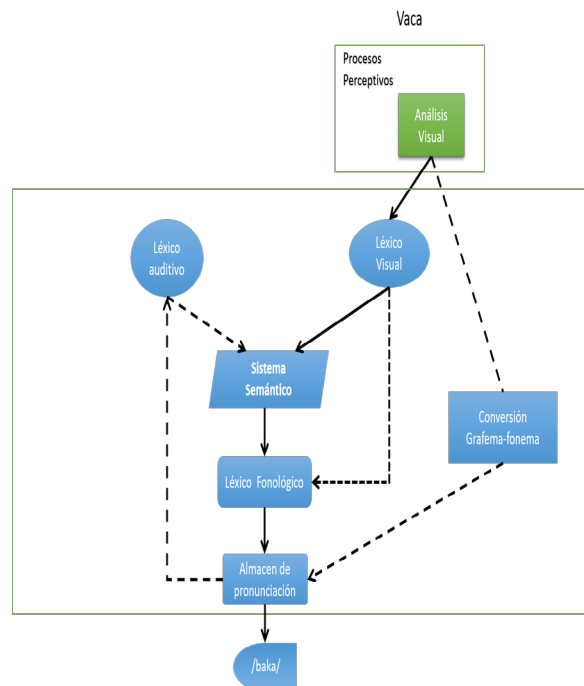 Vaca
Procesos
Perceptivos
Análisis
Visual
Léxico
auditivo
Léxico
Visual
Sistema
Semántico
Conversión
Grafema-fonema
Léxico Fonológico
Almacen de
pronunciación
/baka/